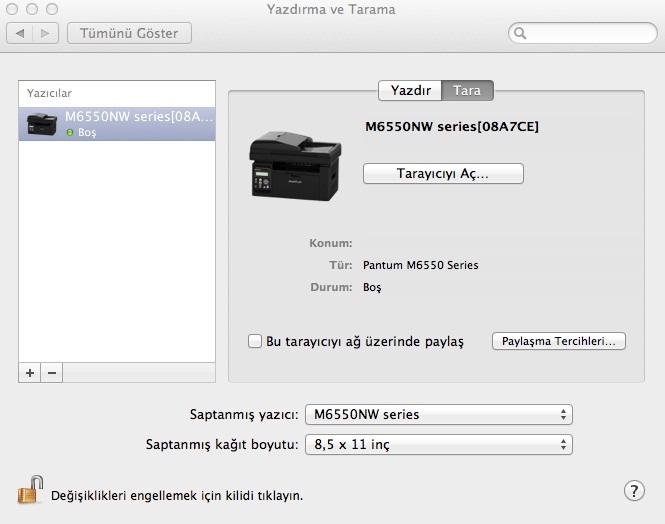 Yazdırma ve Tarama
Tümünü Göster
Yazıcılar
M6550NW series[08A...
Boş
Yazdır
Tara
M6550NW series[08A7CE]
Tarayıcıyı Aç...
Konum:
Tür: Pantum M6550 Series
Durum: Boş
Bu tarayıcıyı ağ üzerinde paylaş
Paylaşma Tercihleri...
+ −
Saptanmış yazıcı: M6550NW series
Saptanmış kağıt boyutu: 8,5 x 11 inç
Değişiklikleri engellemek için kilidi tıklayın.
?